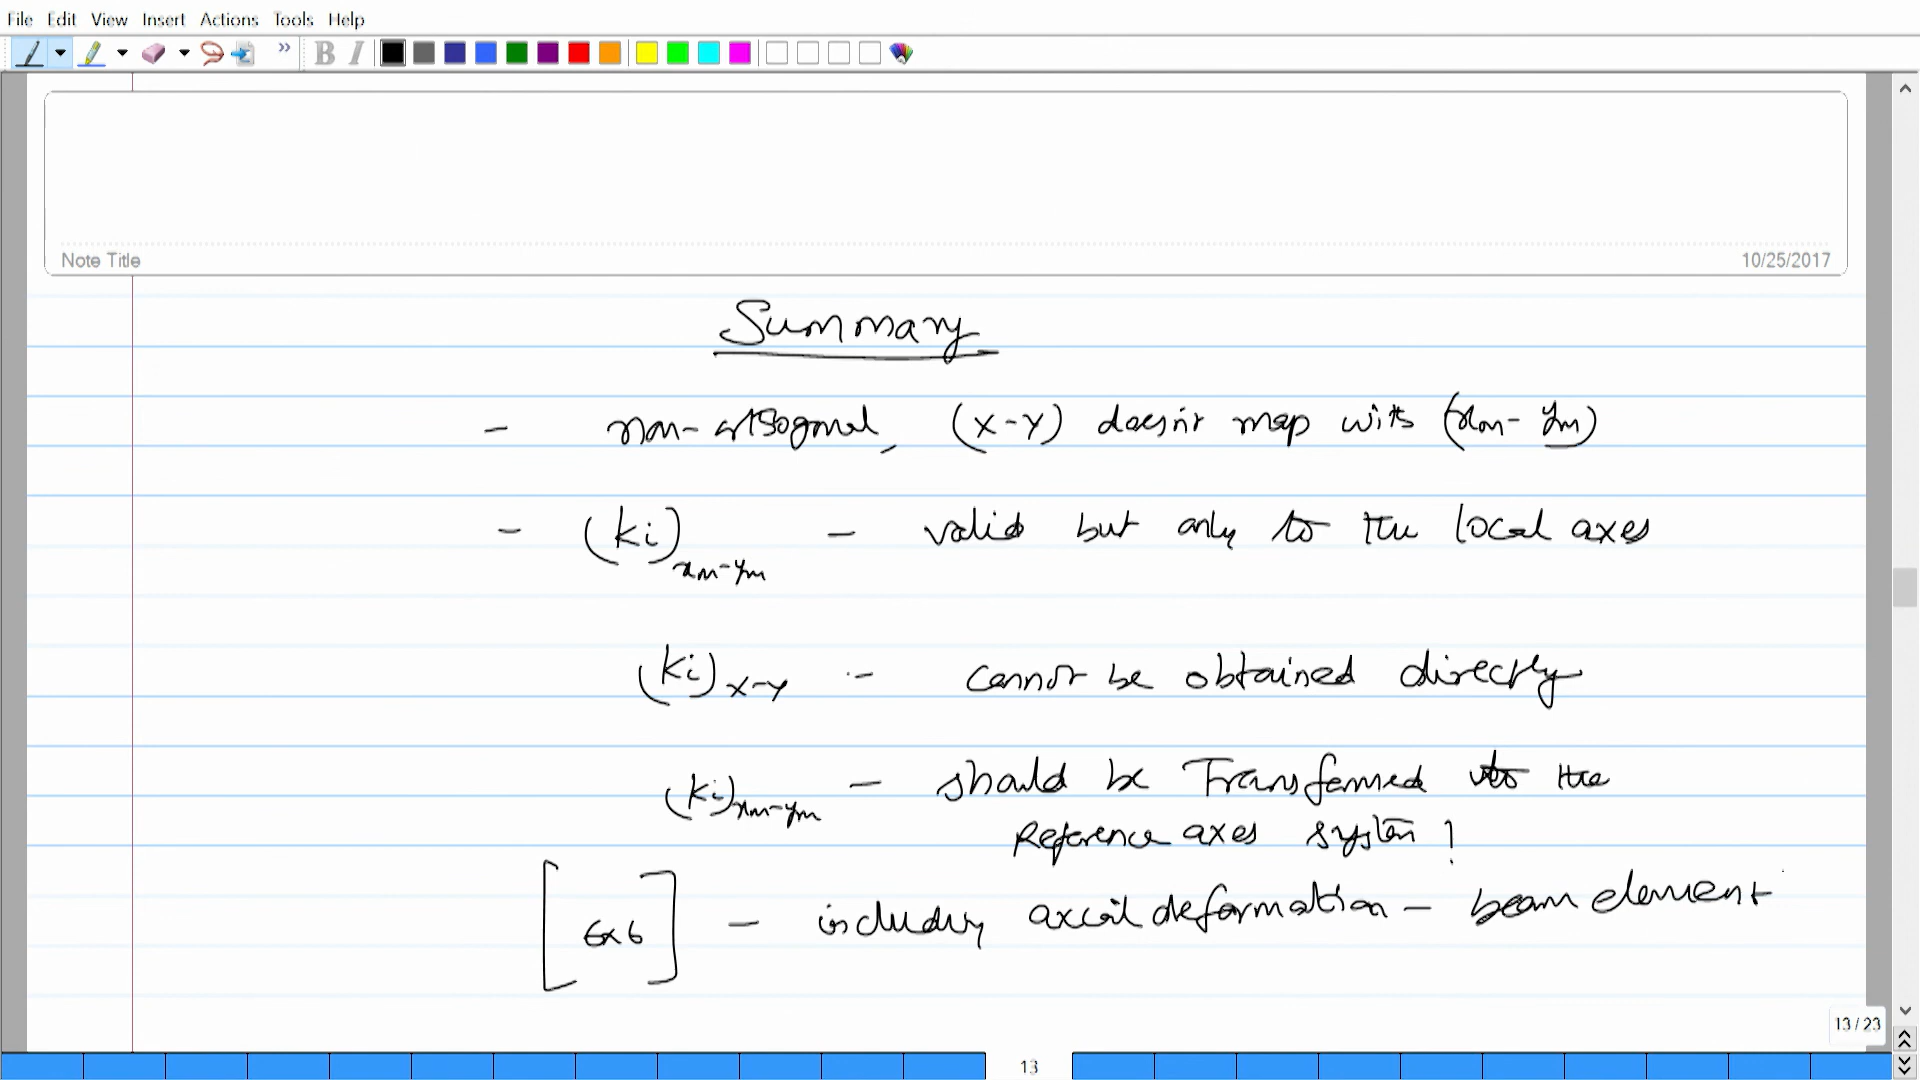 File Edit View Insert Actions Tools Help
B I
Note Title
10/25/2017
Summary
- non-orthogonal, (X-Y) doesn't map with (xm-ym)
- (ki)xm-ym - valid but only to the local axes
(Ki)X-Y - cannot be obtained directly
(Ki)xm-ym - should be Transformed to the
Reference axes system !
[6x6] - including axial deformation - beam element
13 / 23
13